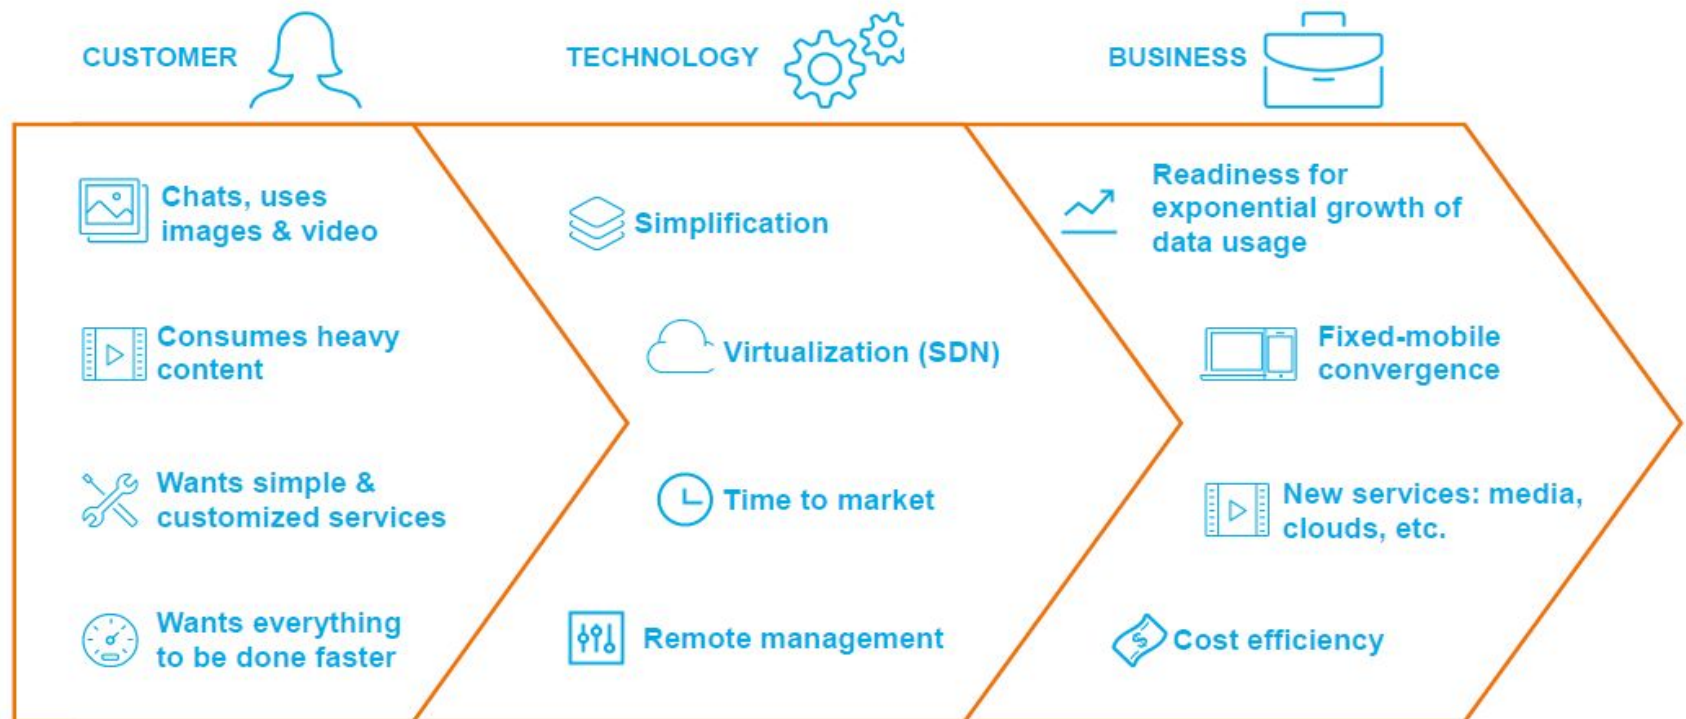 CUSTOMER
TECHNOLOGY
BUSINESS
Chats, uses
images & video
Consumes heavy
content
Wants simple &
customized services
Wants everything
to be done faster
Simplification
Virtualization (SDN)
Time to market
Remote management
Readiness for
exponential growth of
data usage
Fixed-mobile
convergence
New services: media,
clouds, etc.
$
Cost efficiency